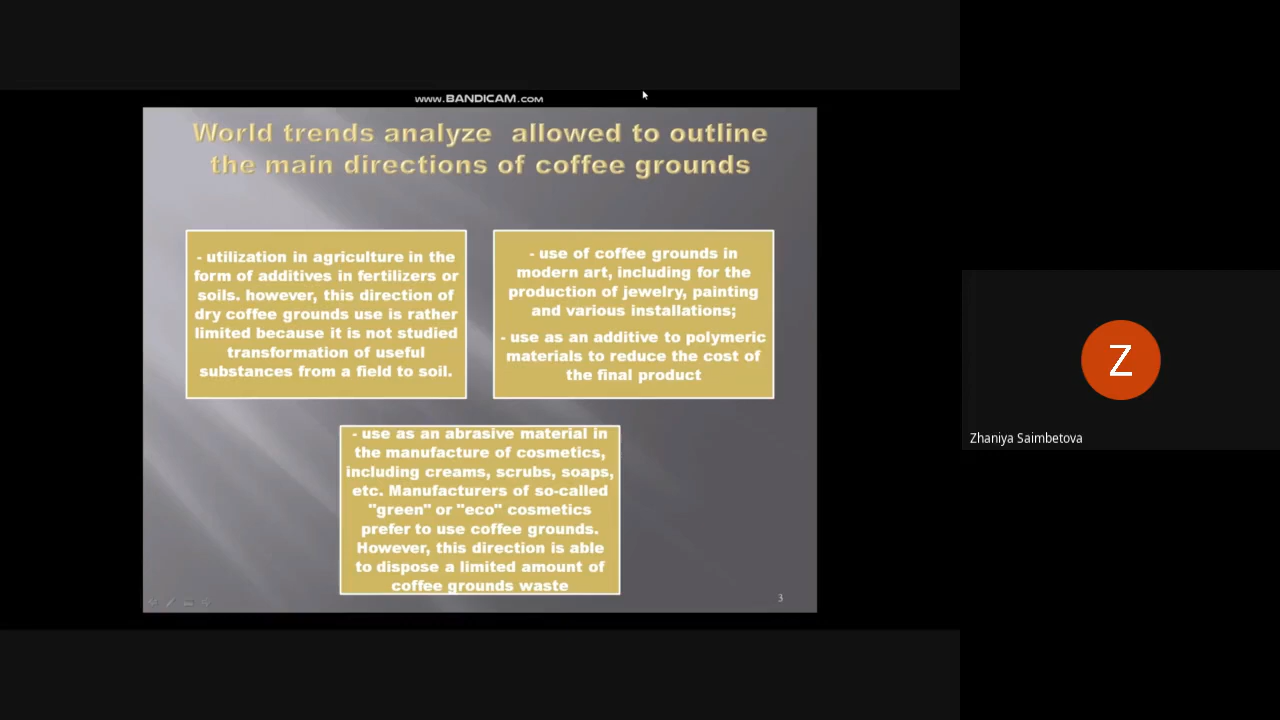 www.BANDICAM.com
World trends analyze allowed to outline
the main directions of coffee grounds
- utilization in agriculture in the
form of additives in fertilizers or
soils. however, this direction of
dry coffee grounds use is rather
limited because it is not studied
transformation of useful
substances from a field to soil.
- use of coffee grounds in
modern art, including for the
production of jewelry, painting
and various installations;
- use as an additive to polymeric
materials to reduce the cost of
the final product
- use as an abrasive material in
the manufacture of cosmetics,
including creams, scrubs, soaps,
etc. Manufacturers of so-called
"green" or "eco" cosmetics
prefer to use coffee grounds.
However, this direction is able
to dispose a limited amount of
coffee grounds waste
3
Z
Zhaniya Saimbetova